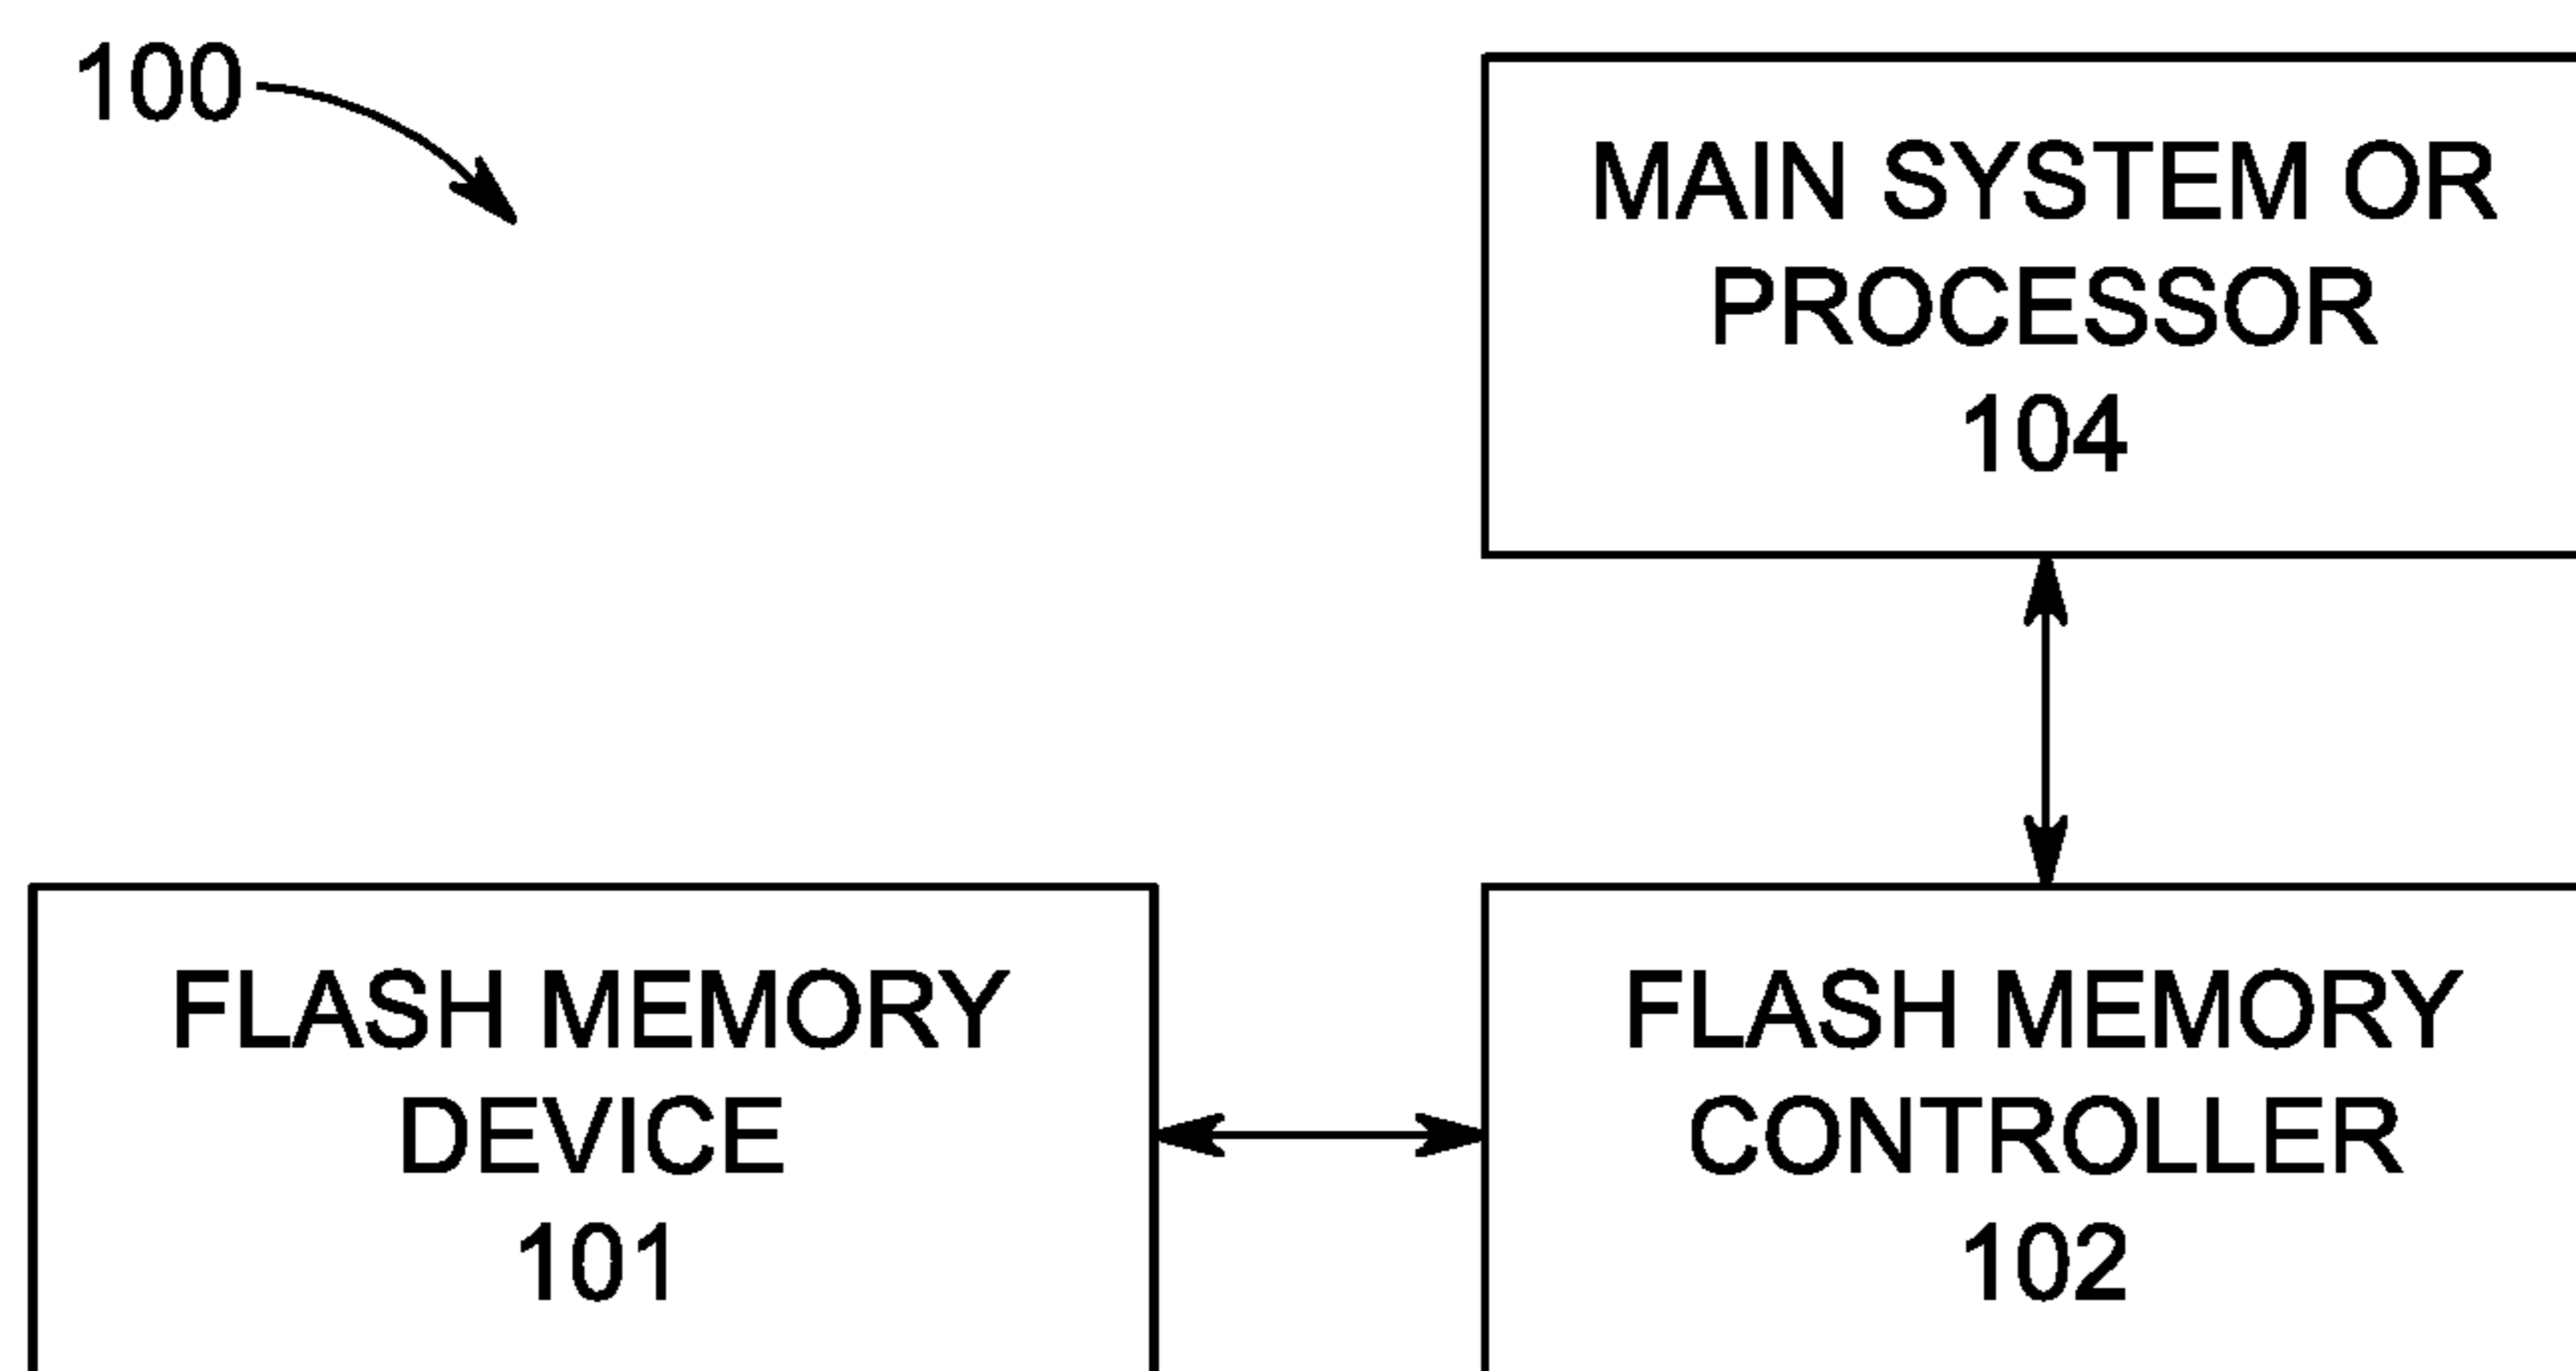 100
MAIN SYSTEM OR
PROCESSOR
104
FLASH MEMORY
DEVICE
101
FLASH MEMORY
CONTROLLER
102